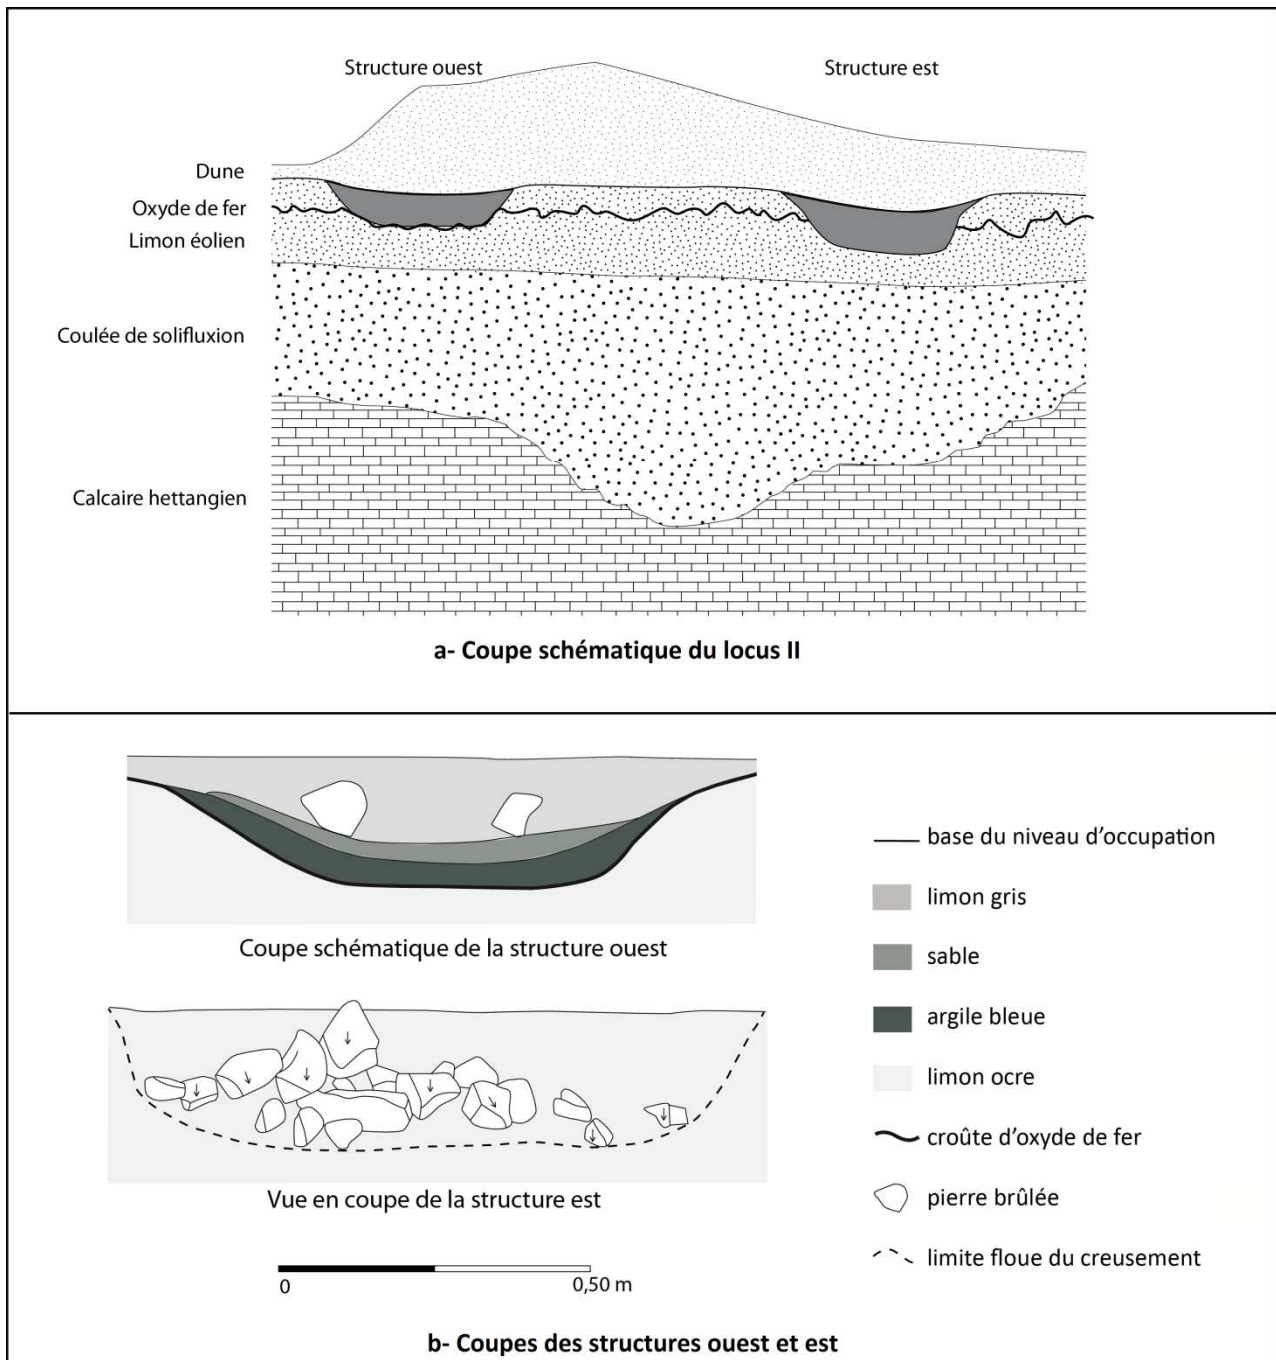 Structure ouest
Structure est
Dune
Oxyde de fer
Limon éolien
Coulée de solifluxion
Calcaire hettangien
a- Coupe schématique du locus II
Coupe schématique de la structure ouest
Vue en coupe de la structure est
0
0,50 m
base du niveau d'occupation
limon gris
sable
argile bleue
limon ocre
croûte d'oxyde de fer
pierre brûlée
limite floue du creusement
b- Coupes des structures ouest et est